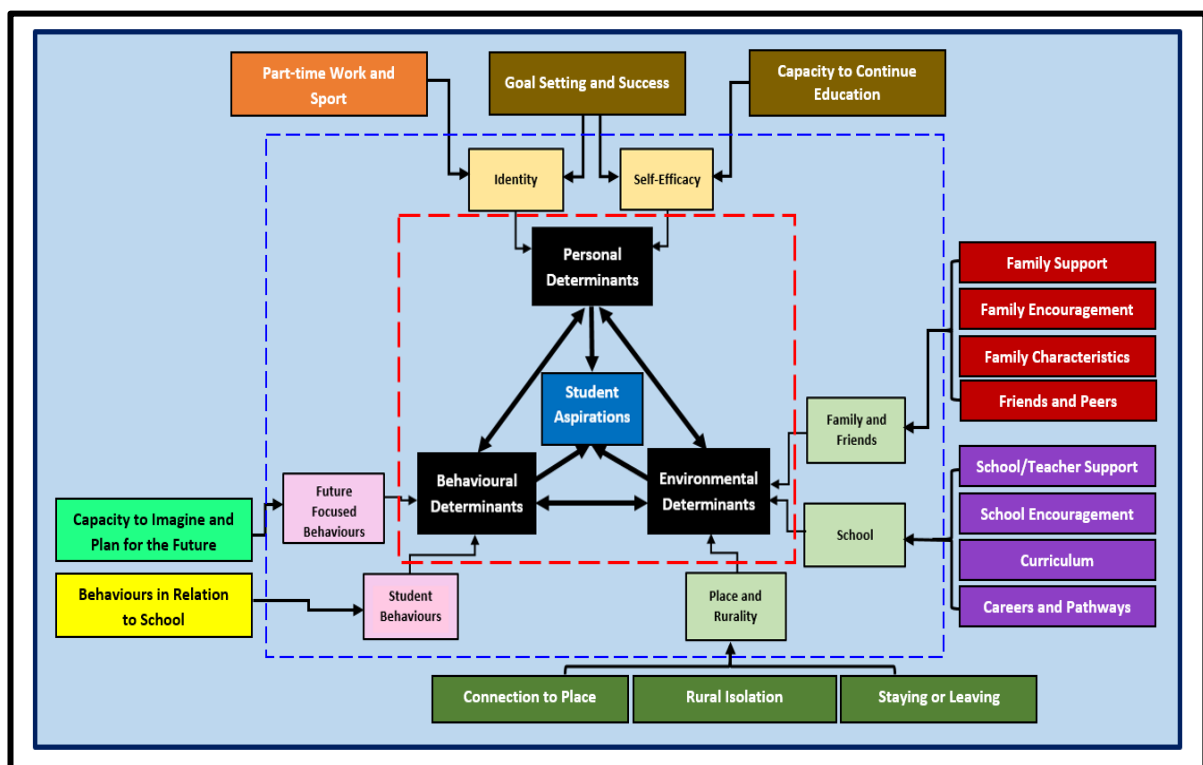 Part-time Work and
Sport
Goal Setting and Success
Capacity to Continue
Education
Identity
Self-Efficacy
Personal
Determinants
Family Support
Family Encouragement
Family Characteristics
Friends and Peers
Student
Aspirations
Family and
Friends
Behavioural
Determinants
Environmental
Determinants
School/Teacher Support
School Encouragement
Curriculum
Careers and Pathways
School
Future
Focused
Behaviours
Capacity to Imagine and
Plan for the Future
Behaviours in Relation
to School
Student
Behaviours
Place and
Rurality
Connection to Place
Rural Isolation
Staying or Leaving